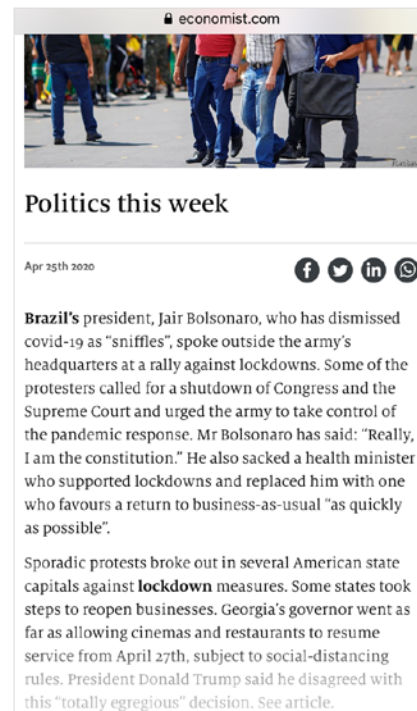 economist.com
Politics this week
Apr 25th 2020
Brazil’s president, Jair Bolsonaro, who has dismissed
covid-19 as “sniffles”, spoke outside the army’s
headquarters at a rally against lockdowns. Some of the
protesters called for a shutdown of Congress and the
Supreme Court and urged the army to take control of
the pandemic response. Mr Bolsonaro has said: “Really,
I am the constitution.” He also sacked a health minister
who supported lockdowns and replaced him with one
who favours a return to business-as-usual “as quickly
as possible”.
Sporadic protests broke out in several American state
capitals against lockdown measures. Some states took
steps to reopen businesses. Georgia’s governor went as
far as allowing cinemas and restaurants to resume
service from April 27th, subject to social-distancing
rules. President Donald Trump said he disagreed with
this “totally egregious” decision. See article.